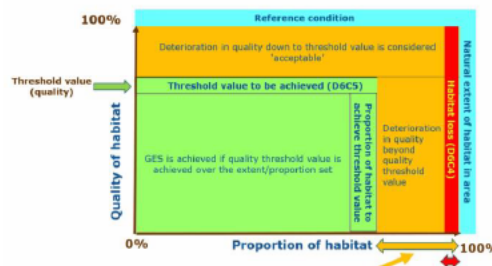 Reference condition
100%
Deterioration in quality down to threshold value is considered
'acceptable'
Threshold value
(quality)
Threshold value to be achieved (D6C5)
Quality of habitat
GES is achieved if quality threshold value is
achieved over the extent/proportion set
Proportion of habitat to
achieve threshold value
Deterioration
in quality
beyond
quality
threshold
value
Habitat loss (D6C4)
Natural extent of habitat in area
0%
Proportion of habitat
100%